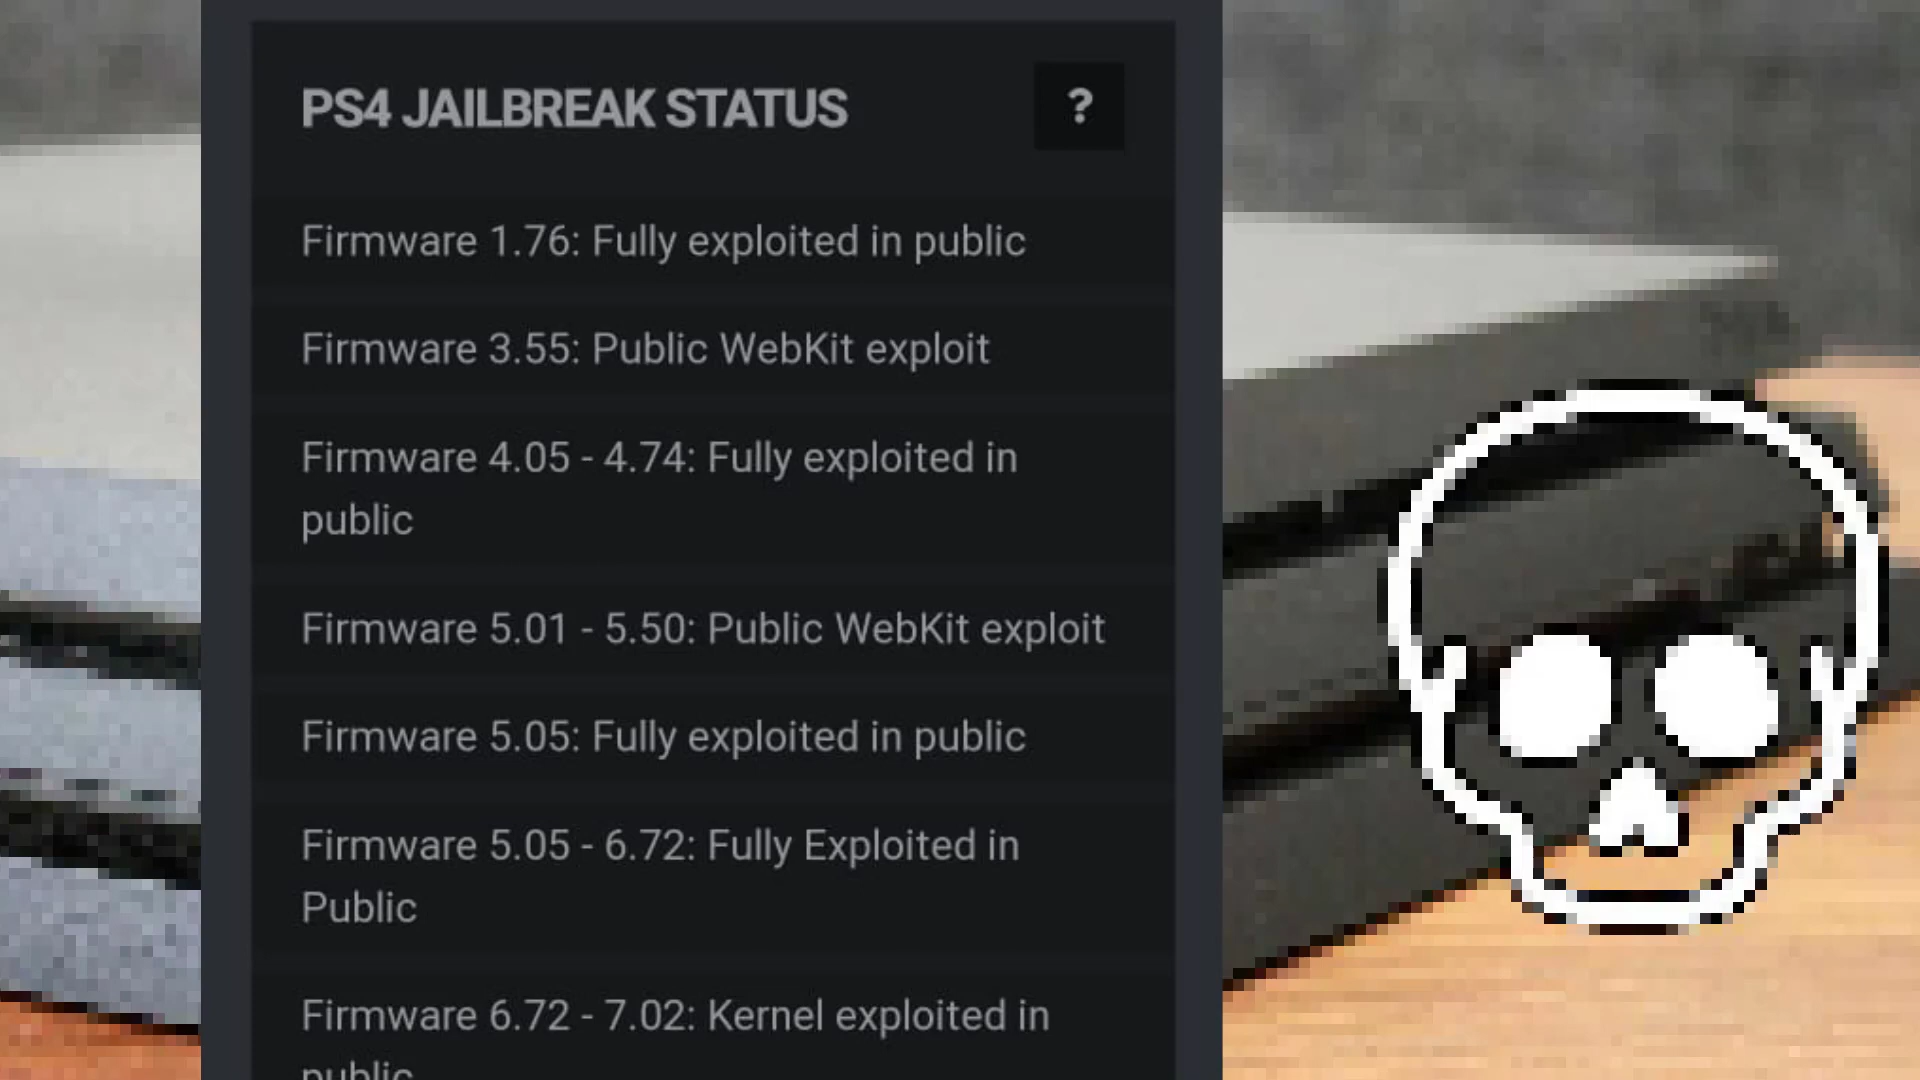 PS4 JAILBREAK STATUS
?
Firmware 1.76: Fully exploited in public
Firmware 3.55: Public WebKit exploit
Firmware 4.05 - 4.74: Fully exploited in
public
Firmware 5.01 - 5.50: Public WebKit exploit
Firmware 5.05: Fully exploited in public
Firmware 5.05 - 6.72: Fully Exploited in
Public
Firmware 6.72 - 7.02: Kernel exploited in
public